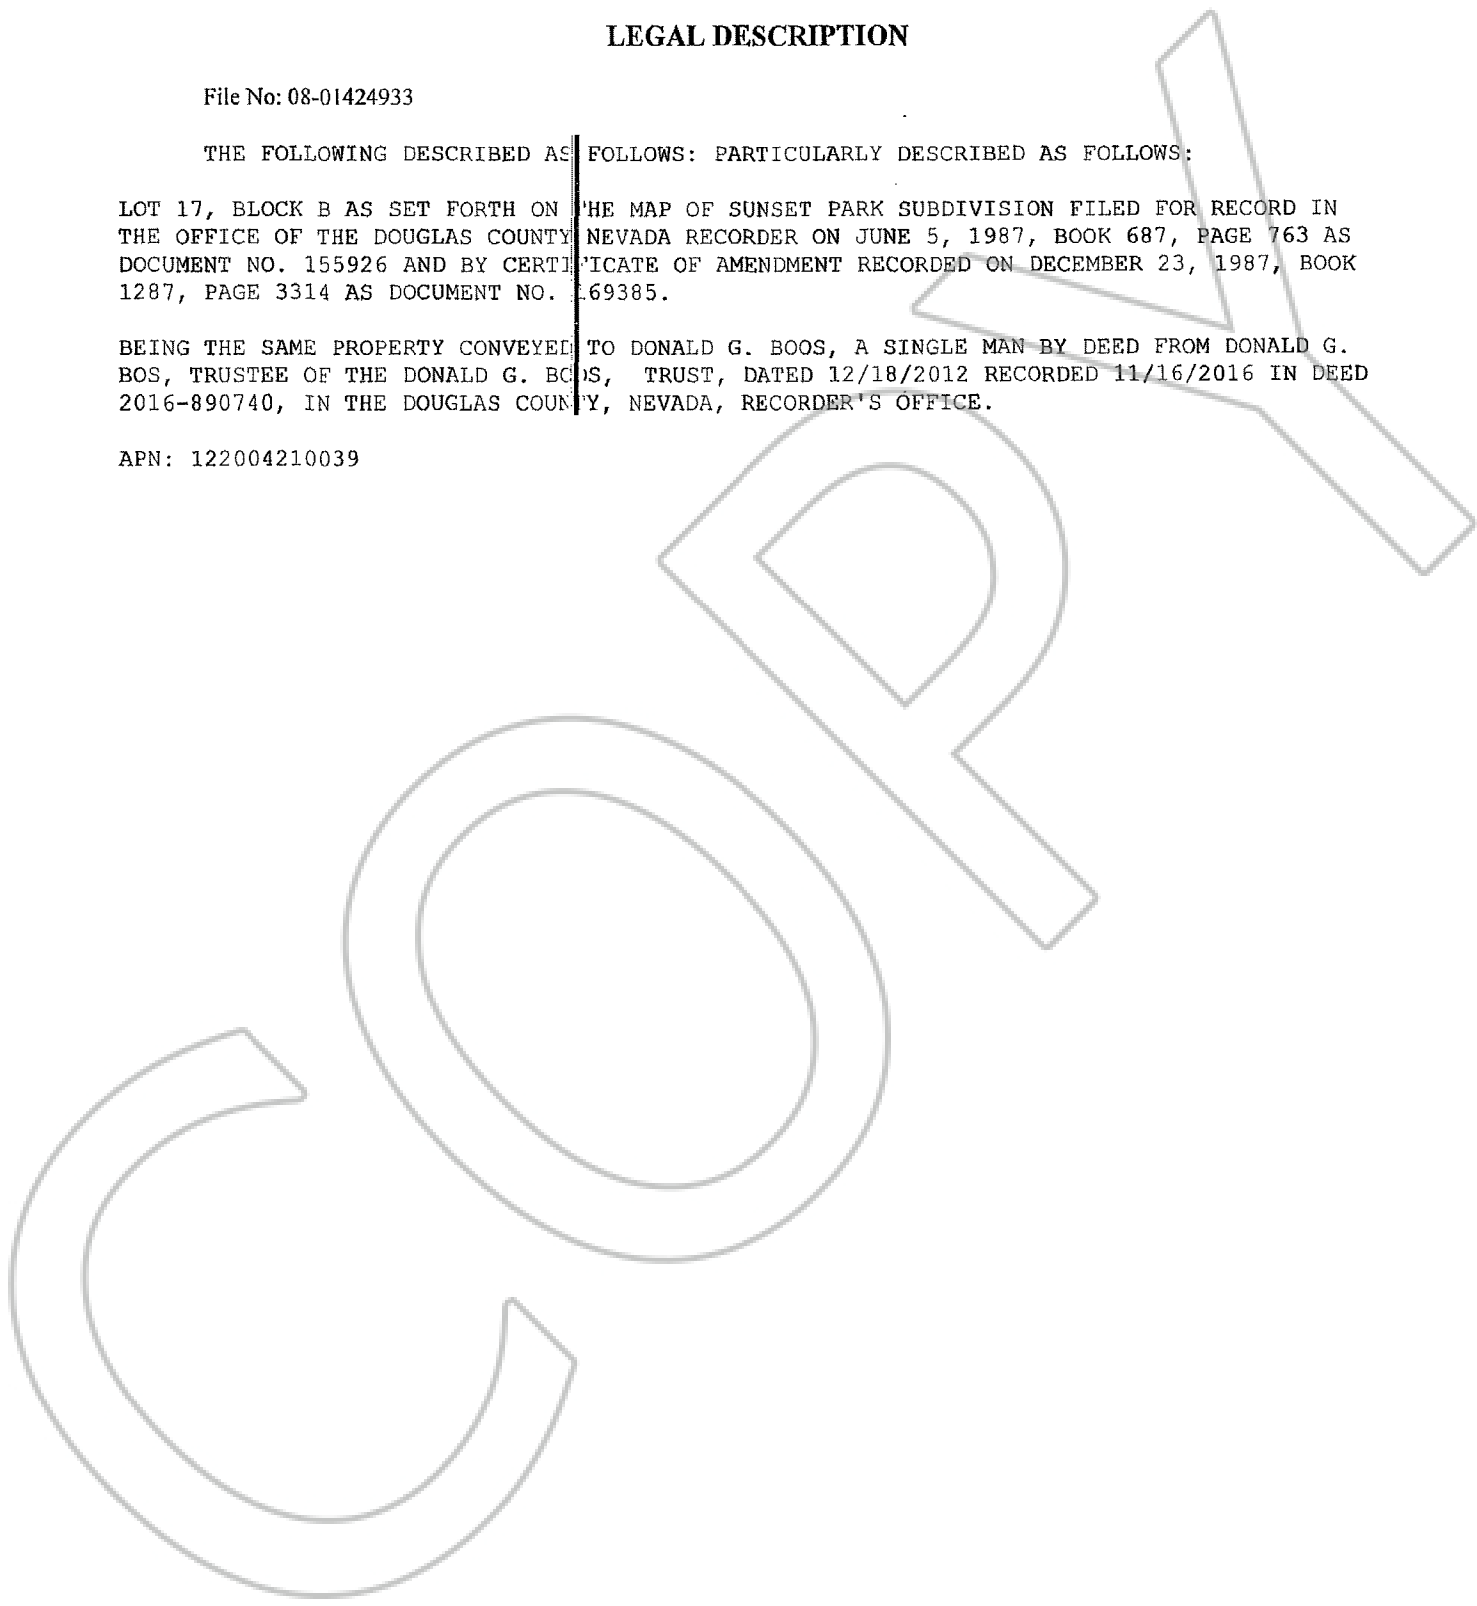 LEGAL DESCRIPTION
File No: 08-01424933
THE FOLLOWING DESCRIBED AS FOLLOWS: PARTICULARLY DESCRIBED AS FOLLOWS:
LOT 17, BLOCK B AS SET FORTH ON THE MAP OF SUNSET PARK SUBDIVISION FILED FOR RECORD IN
THE OFFICE OF THE DOUGLAS COUNTY NEVADA RECORDER ON JUNE 5, 1987, BOOK 687, PAGE 763 AS
DOCUMENT NO. 155926 AND BY CERTIFICATE OF AMENDMENT RECORDED ON DECEMBER 23, 1987, BOOK
1287, PAGE 3314 AS DOCUMENT NO. 169385.
BEING THE SAME PROPERTY CONVEYED TO DONALD G. BOOS, A SINGLE MAN BY DEED FROM DONALD G.
BOS, TRUSTEE OF THE DONALD G. BOOS, TRUST, DATED 12/18/2012 RECORDED 11/16/2016 IN DEED
2016-890740, IN THE DOUGLAS COUNTY, NEVADA, RECORDER'S OFFICE.
APN: 122004210039
COPY